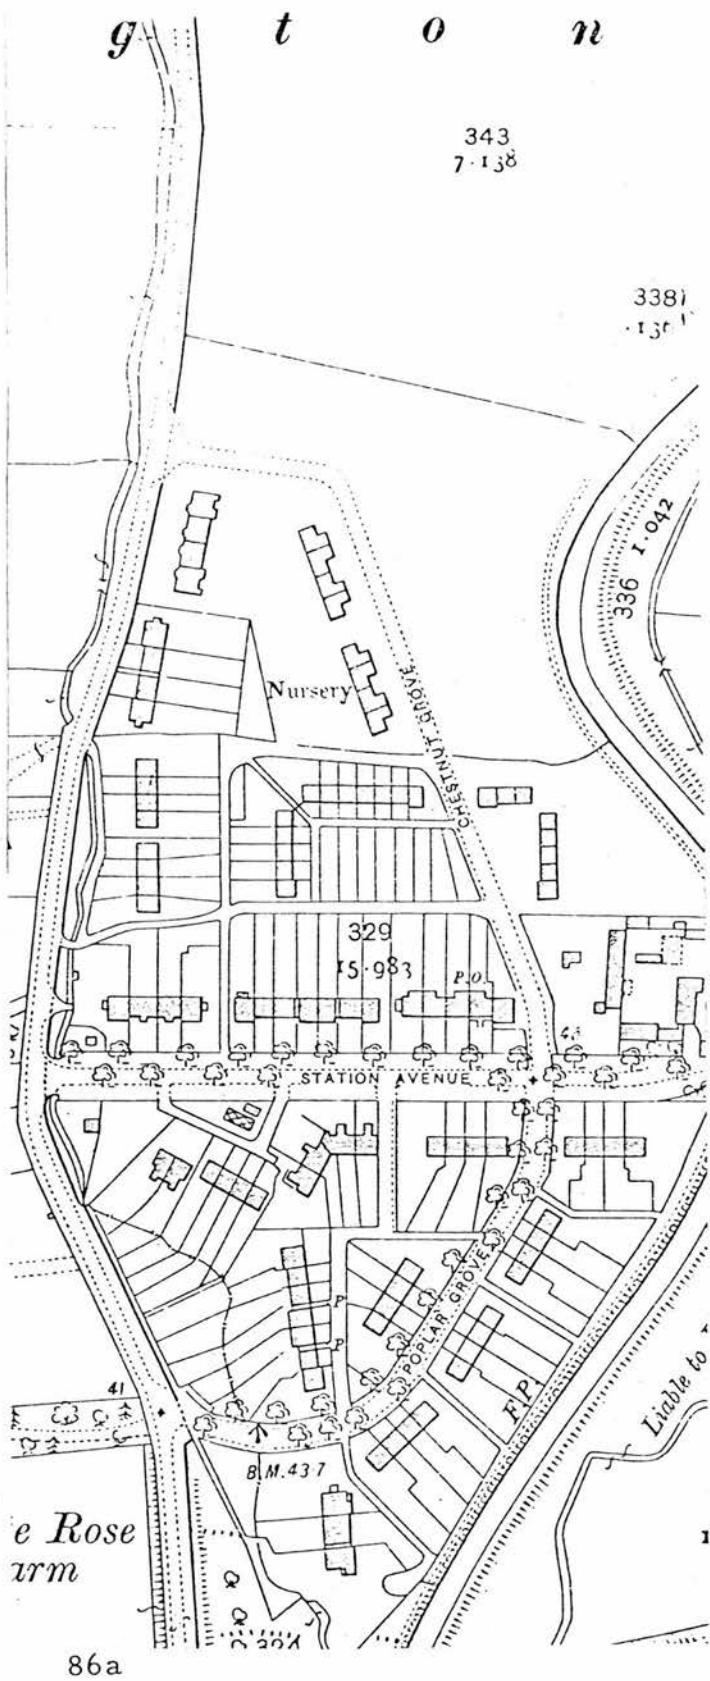 g t o n
343
7·138
3381
336 1·042
Nursery
CHESTNUT GROVE
329
15·983
P.O.
STATION AVENUE
P
P
POPLAR GROVE
F.P.
41
Liable to
B.M. 43·7
e Rose
arm
86a